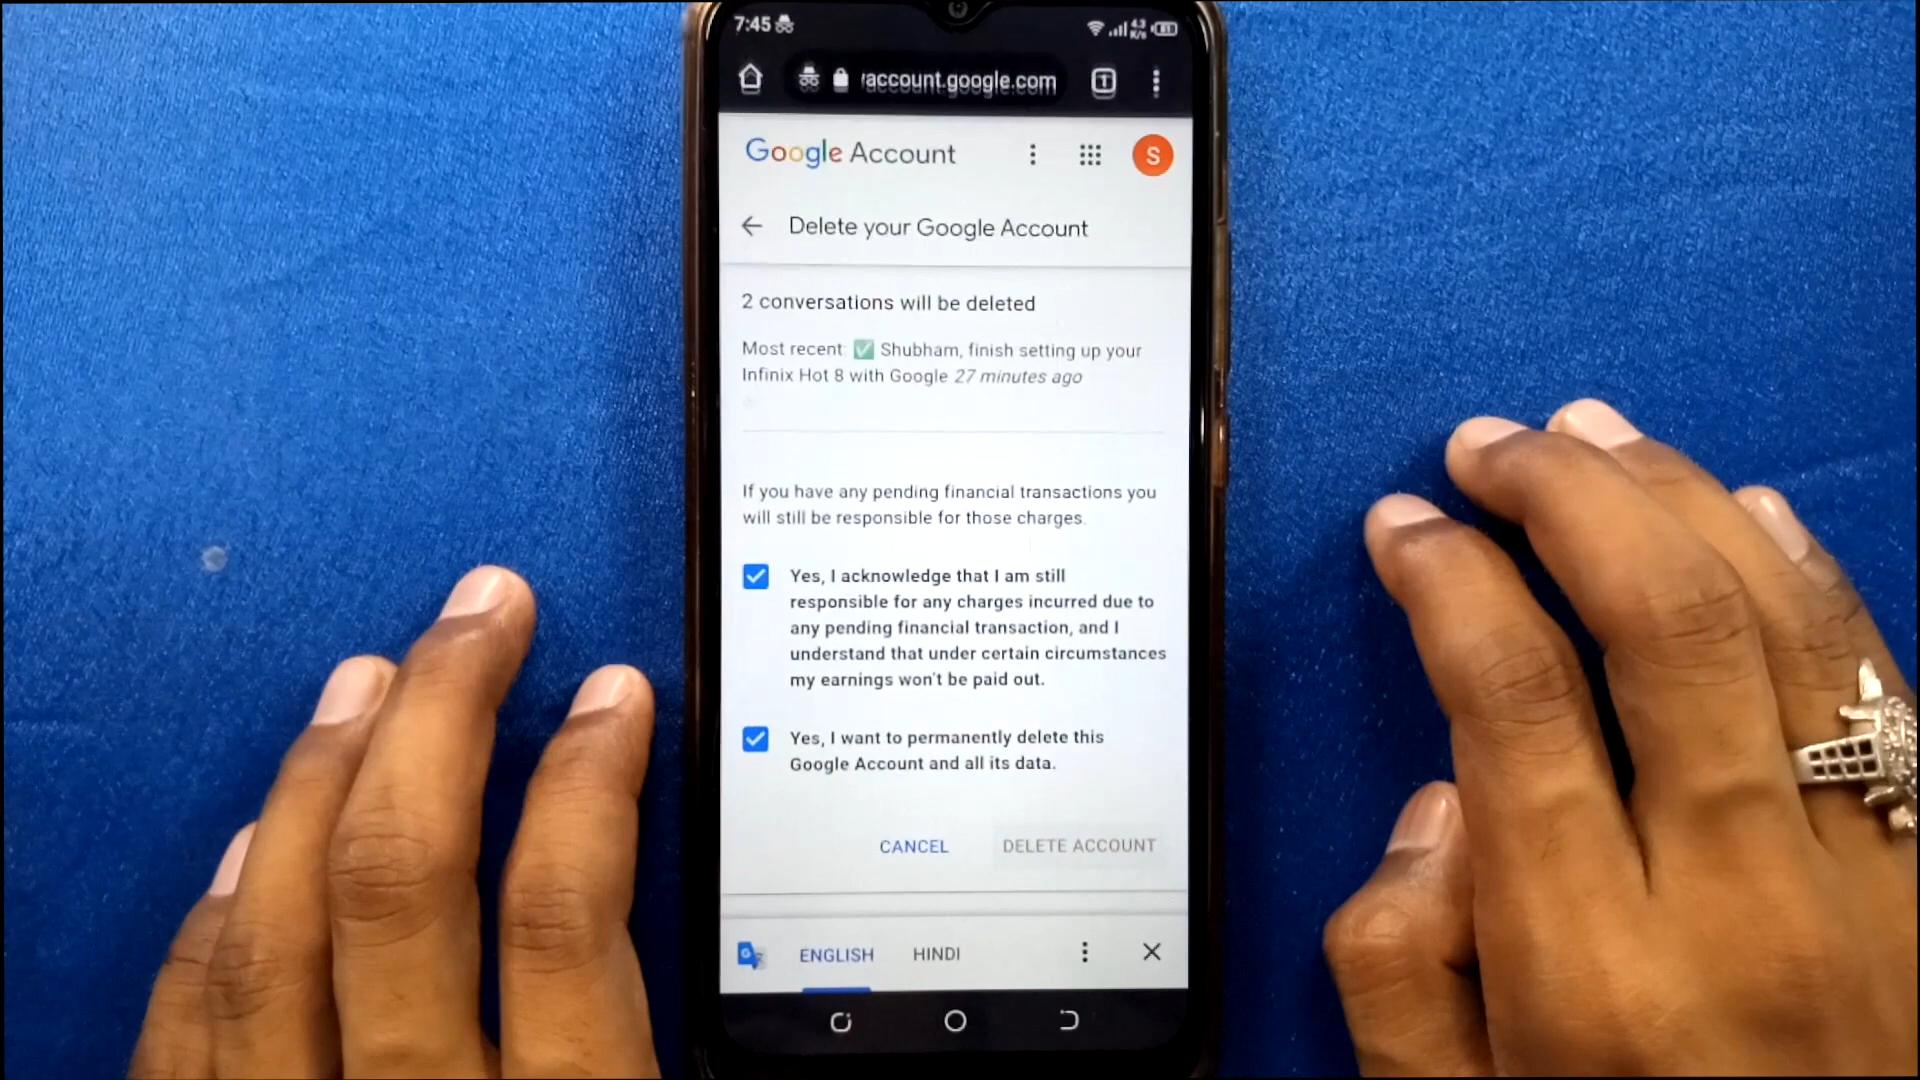 7:45
4.3
K/s
81
account.google.com
1
Google Account
S
Delete your Google Account
2 conversations will be deleted
Most recent: ✅ Shubham, finish setting up your
Infinix Hot 8 with Google 27 minutes ago
If you have any pending financial transactions you
will still be responsible for those charges.
Yes, I acknowledge that I am still
responsible for any charges incurred due to
any pending financial transaction, and I
understand that under certain circumstances
my earnings won't be paid out.
Yes, I want to permanently delete this
Google Account and all its data.
CANCEL DELETE ACCOUNT
ENGLISH HINDI